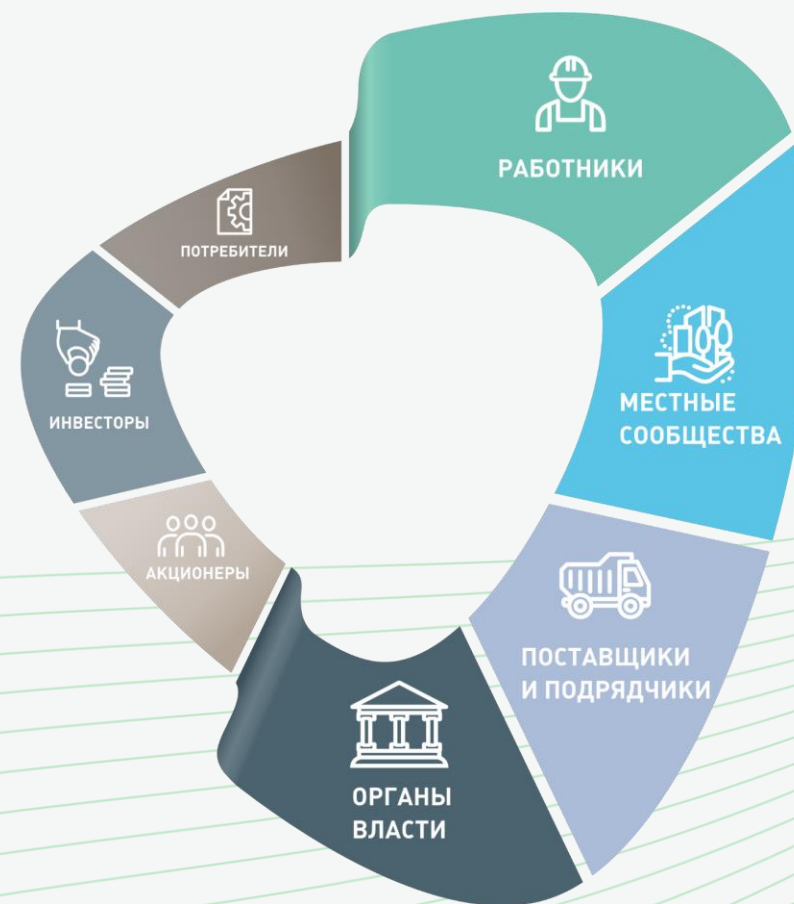 РАБОТНИКИ
ПОТРЕБИТЕЛИ
МЕСТНЫЕ
СООБЩЕСТВА
ИНВЕСТОРЫ
АКЦИОНЕРЫ
ПОСТАВЩИКИ
И ПОДРЯДЧИКИ
ОРГАНЫ
ВЛАСТИ